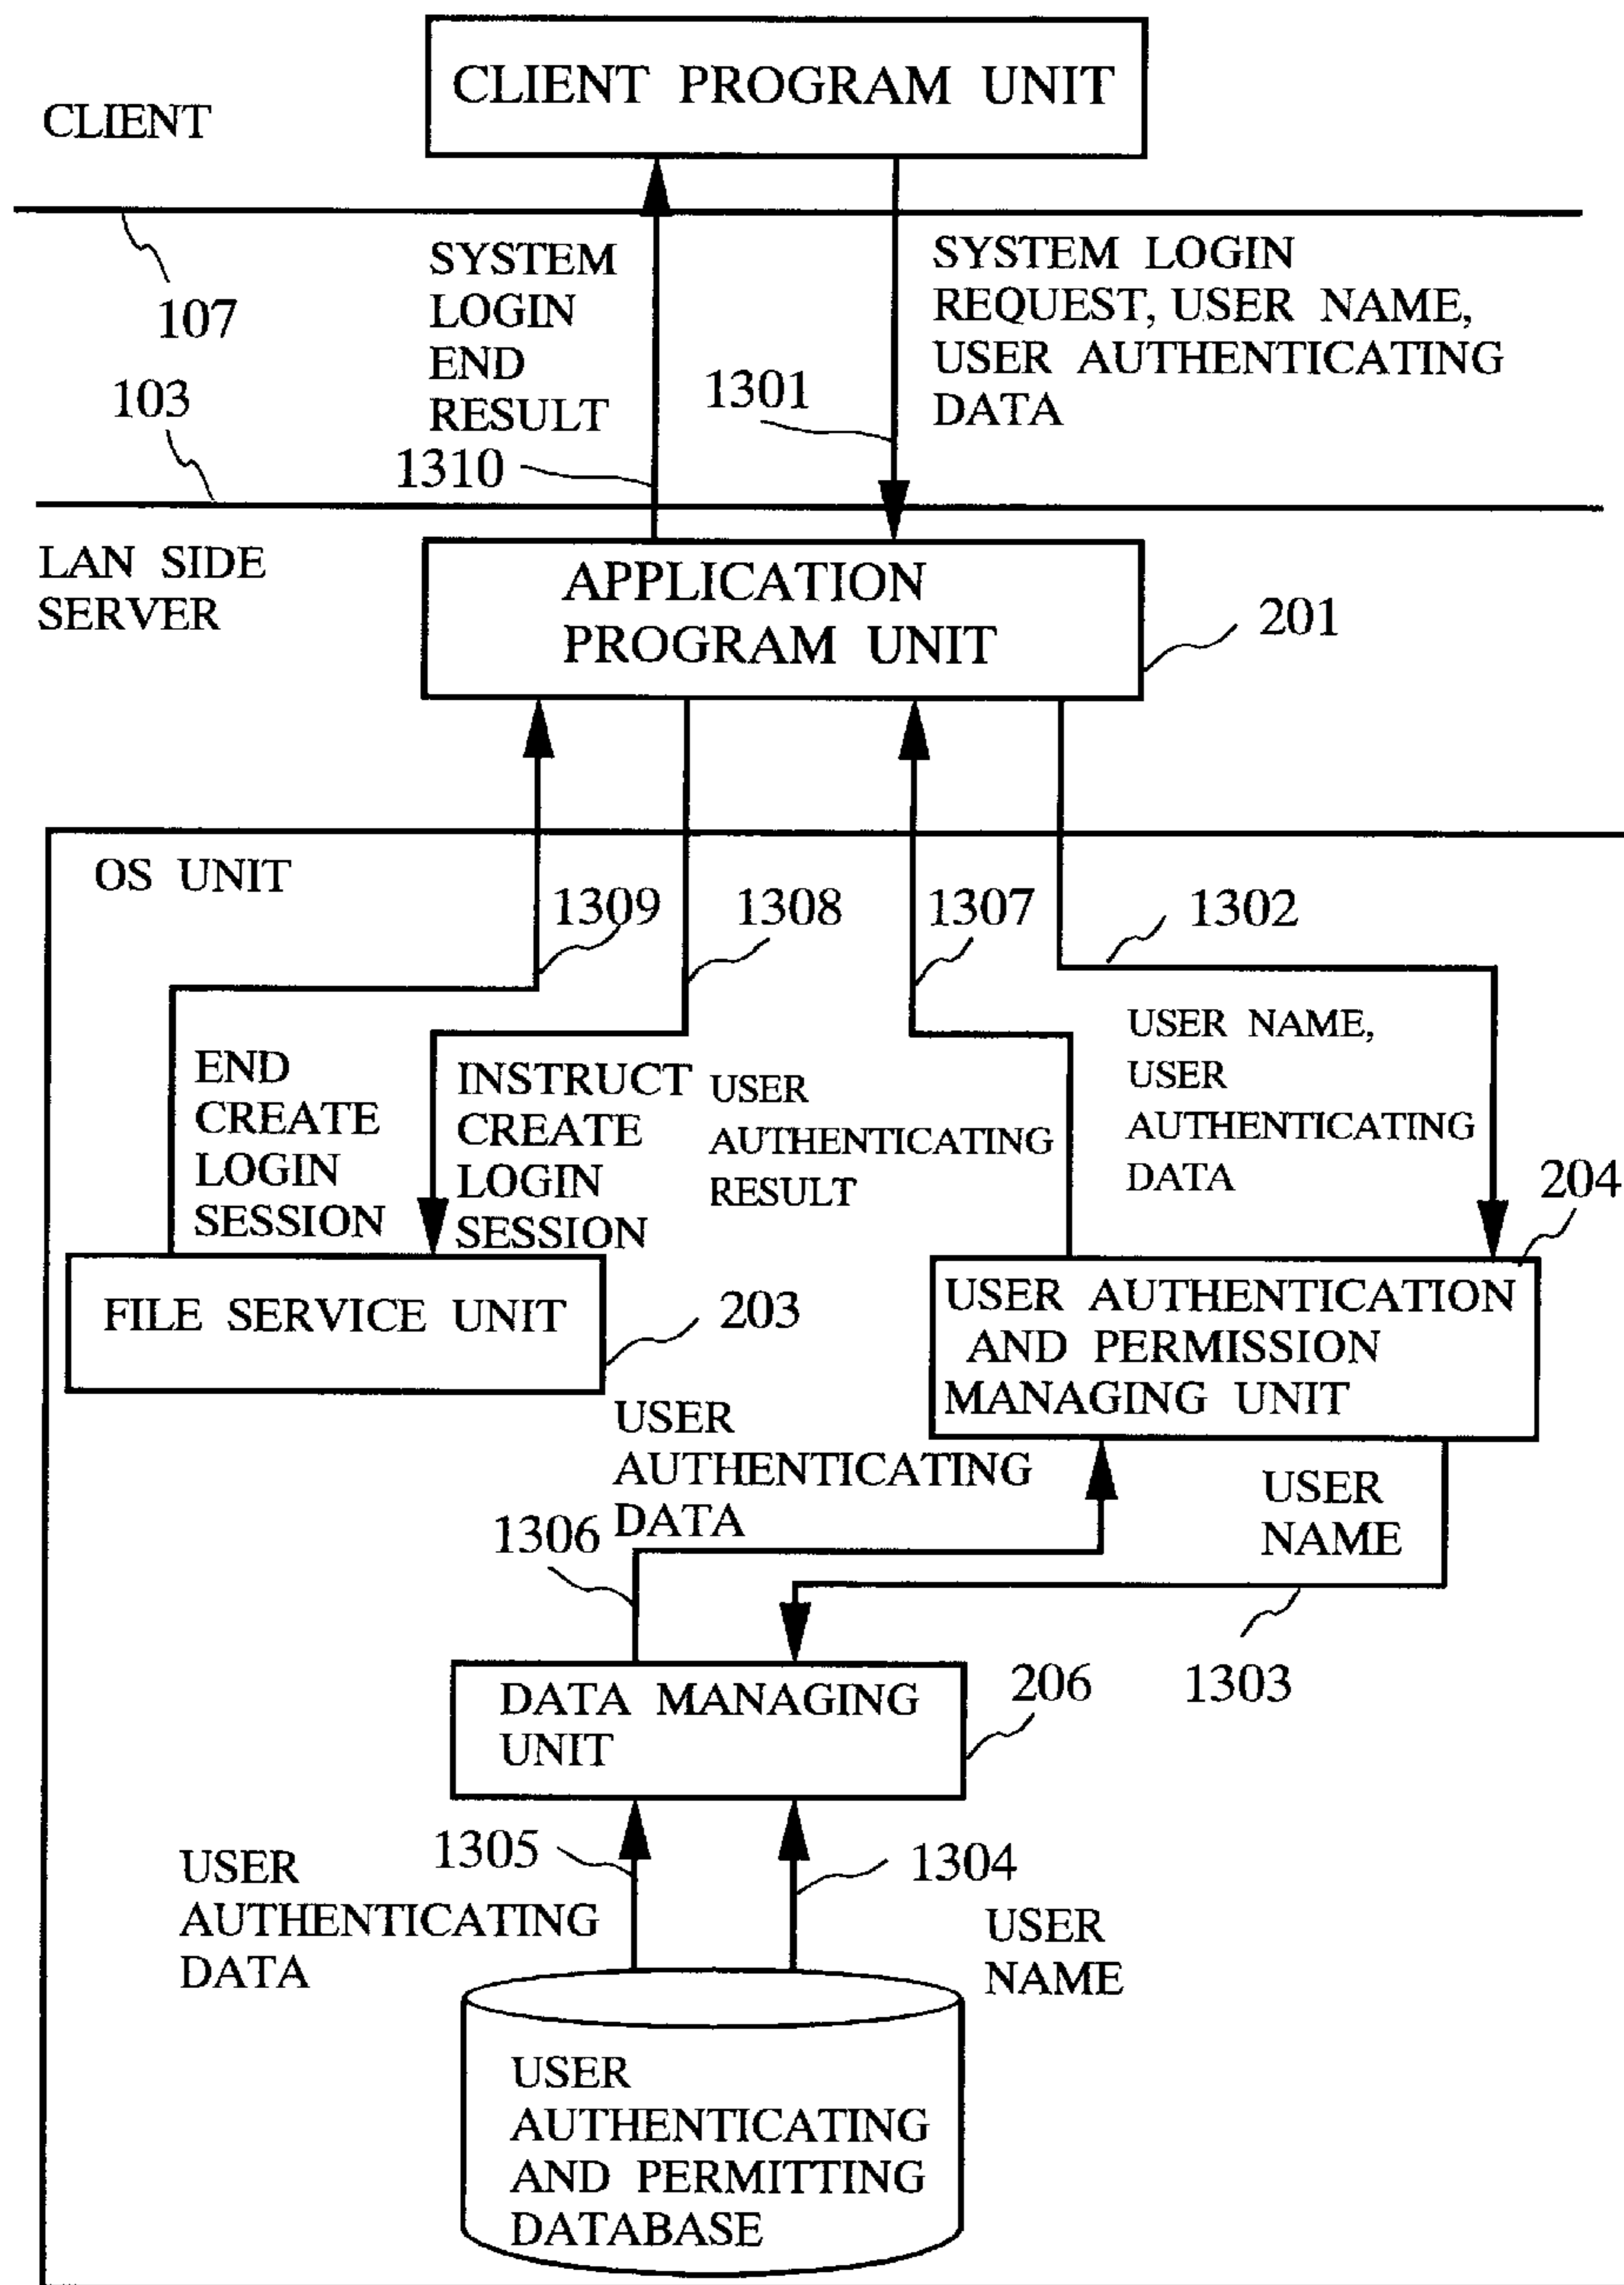 CLIENT PROGRAM UNIT
CLIENT
107
SYSTEM
LOGIN
END
RESULT
1310
1301
SYSTEM LOGIN
REQUEST, USER NAME,
USER AUTHENTICATING
DATA
103
LAN SIDE
SERVER
APPLICATION
PROGRAM UNIT
201
OS UNIT
1309
1308
1307
1302
END
CREATE
LOGIN
SESSION
INSTRUCT
CREATE
LOGIN
SESSION
USER
AUTHENTICATING
RESULT
USER NAME,
USER
AUTHENTICATING
DATA
204
FILE SERVICE UNIT
203
USER AUTHENTICATION
AND PERMISSION
MANAGING UNIT
USER
AUTHENTICATING
DATA
1306
USER
NAME
1303
DATA MANAGING
UNIT
206
USER
AUTHENTICATING
DATA
1305
1304
USER
NAME
USER
AUTHENTICATING
AND PERMITTING
DATABASE